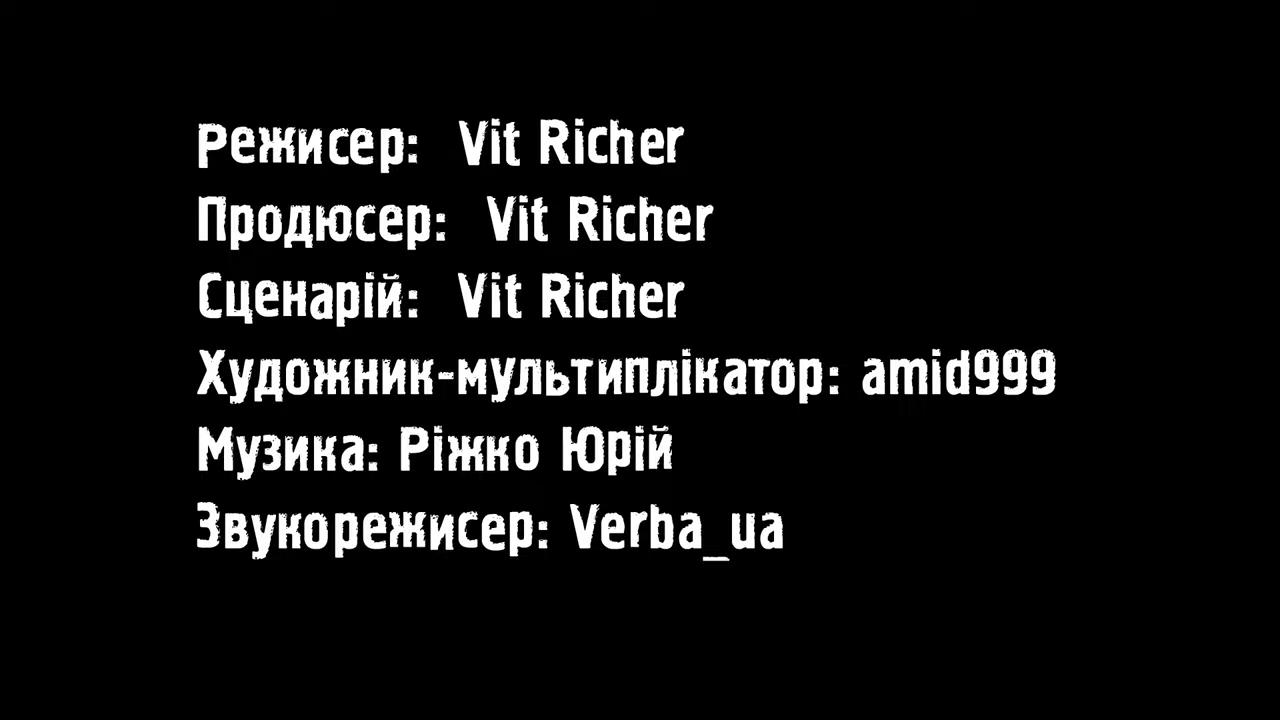 Режисер: Vit Richer
Продюсер: Vit Richer
Сценарій: Vit Richer
Художник-мультиплікатор: amid999
Музика: Ріжко Юрій
Звукорежисер: Verba_ua